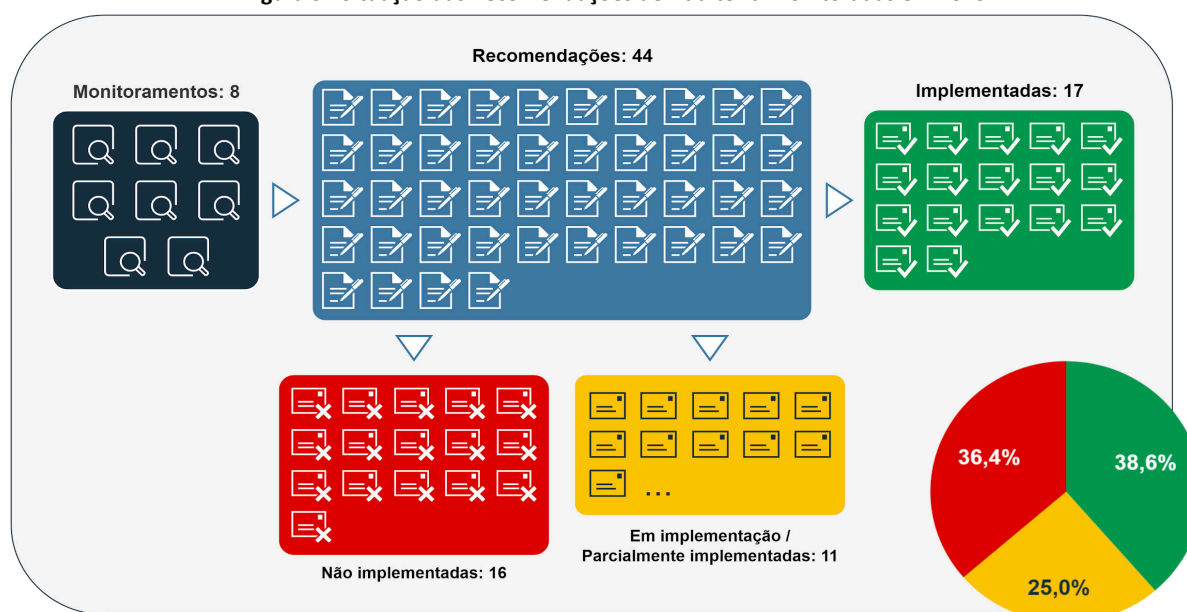 Recomendações: 44
Monitoramentos: 8
Implementadas: 17
...
36,4%
38,6%
25,0%
Em implementação /
Parcialmente implementadas: 11
Não implementadas: 16